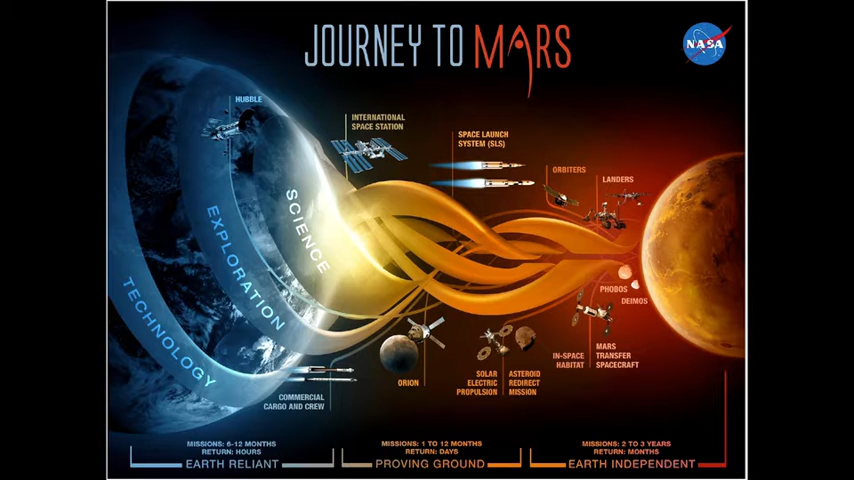 JOURNEY TO MARS
NASA
HUBBLE
INTERNATIONAL
SPACE STATION
SPACE LAUNCH
SYSTEM (SLS)
ORBITERS
LANDERS
SCIENCE
EXPLORATION
TECHNOLOGY
PHOBOS
DEIMOS
COMMERCIAL
CARGO AND CREW
ORION
SOLAR
ELECTRIC
PROPULSION
ASTEROID
REDIRECT
MISSION
IN-SPACE
HABITAT
MARS
TRANSFER
SPACECRAFT
MISSIONS: 6-12 MONTHS
RETURN: HOURS
EARTH RELIANT
MISSIONS: 1 TO 12 MONTHS
RETURN: DAYS
PROVING GROUND
MISSIONS: 2 TO 3 YEARS
RETURN: MONTHS
EARTH INDEPENDENT